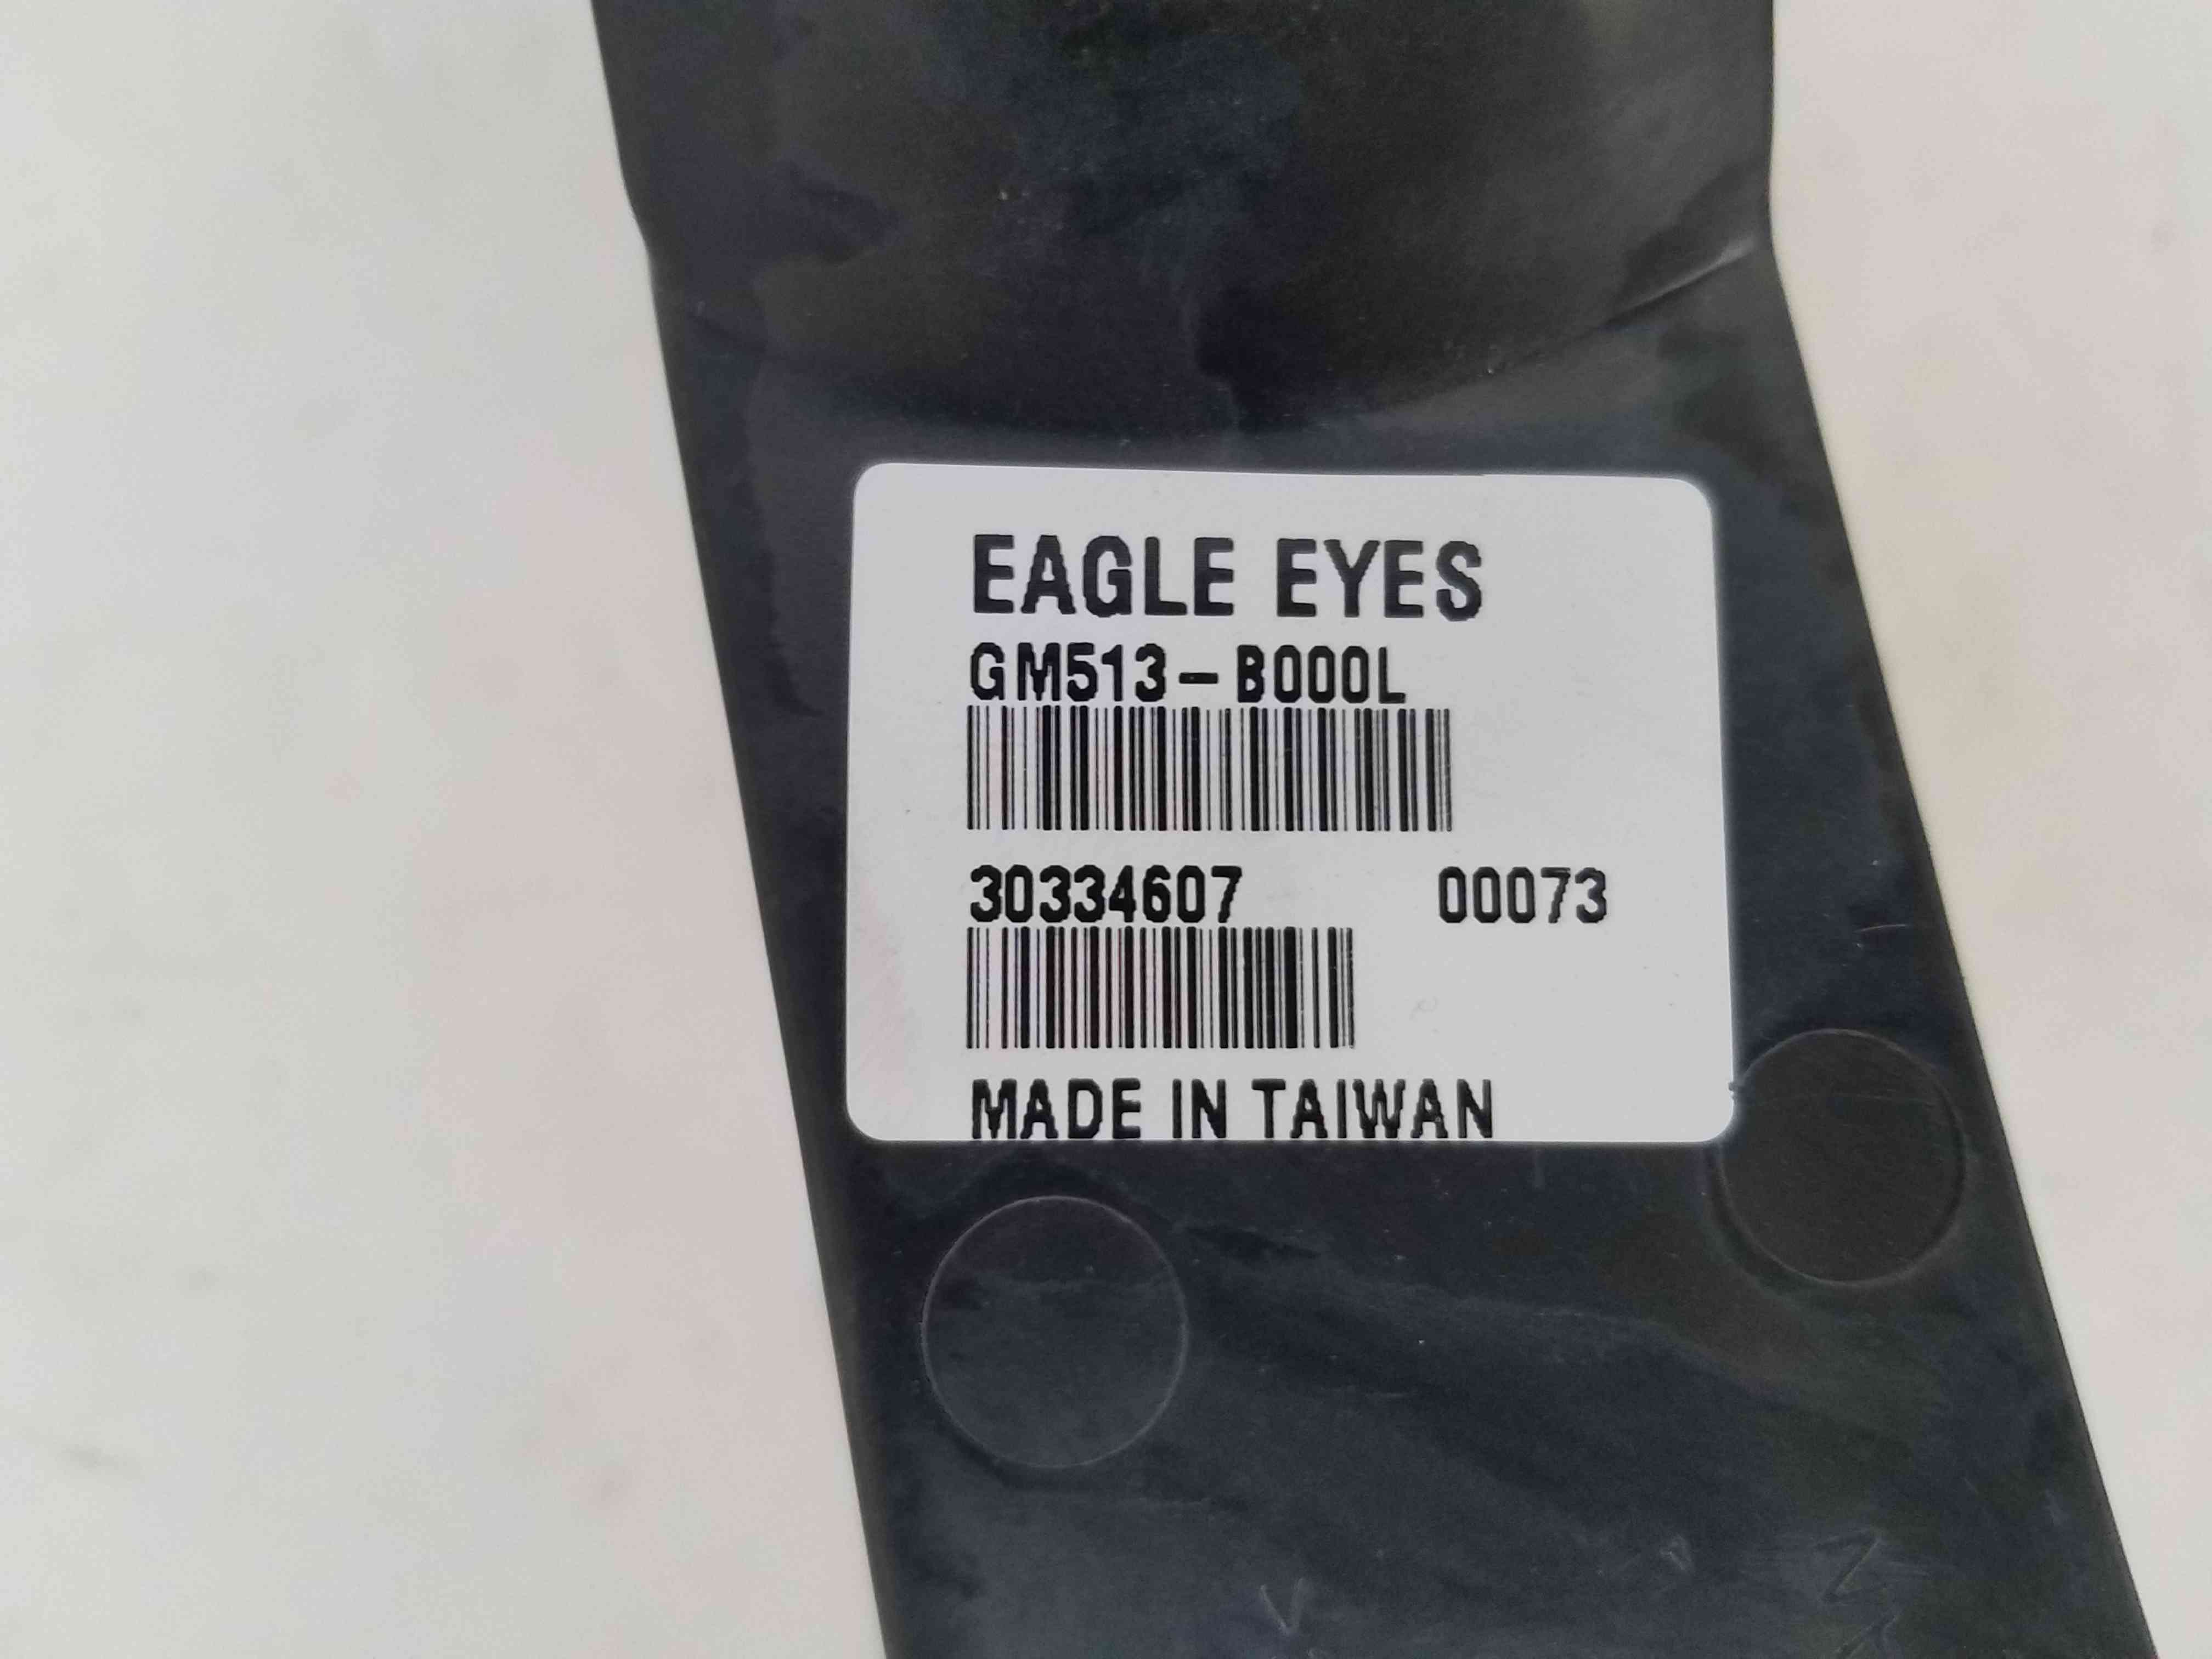 EAGLE EYES
GM513-B000L
30334607 00073
MADE IN TAIWAN